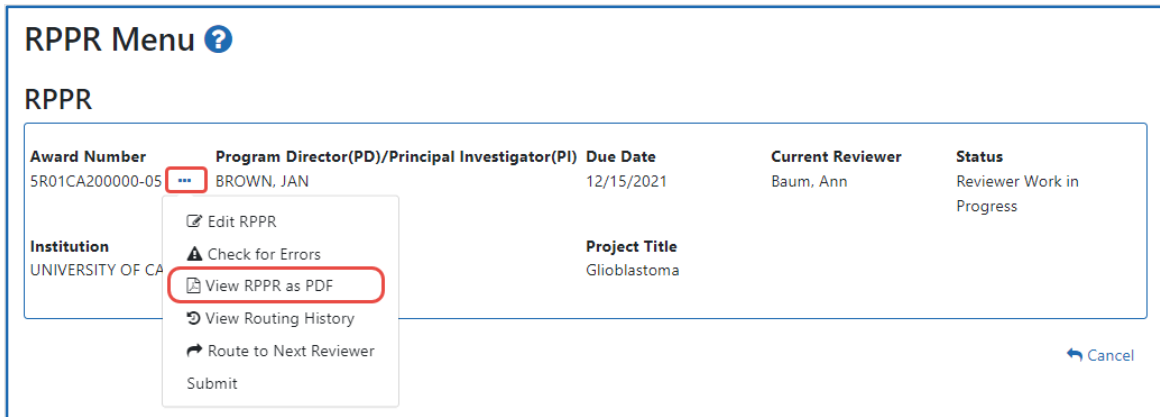 RPPR Menu ?
RPPR
Award Number Program Director(PD)/Principal Investigator(PI) Due Date Current Reviewer Status
5R01CA200000-05 ... BROWN, JAN 12/15/2021 Baum, Ann Reviewer Work in
Progress
Edit RPPR
Institution Project Title
Check for Errors
UNIVERSITY OF CA Glioblastoma
View RPPR as PDF
View Routing History
Route to Next Reviewer
Cancel
Submit